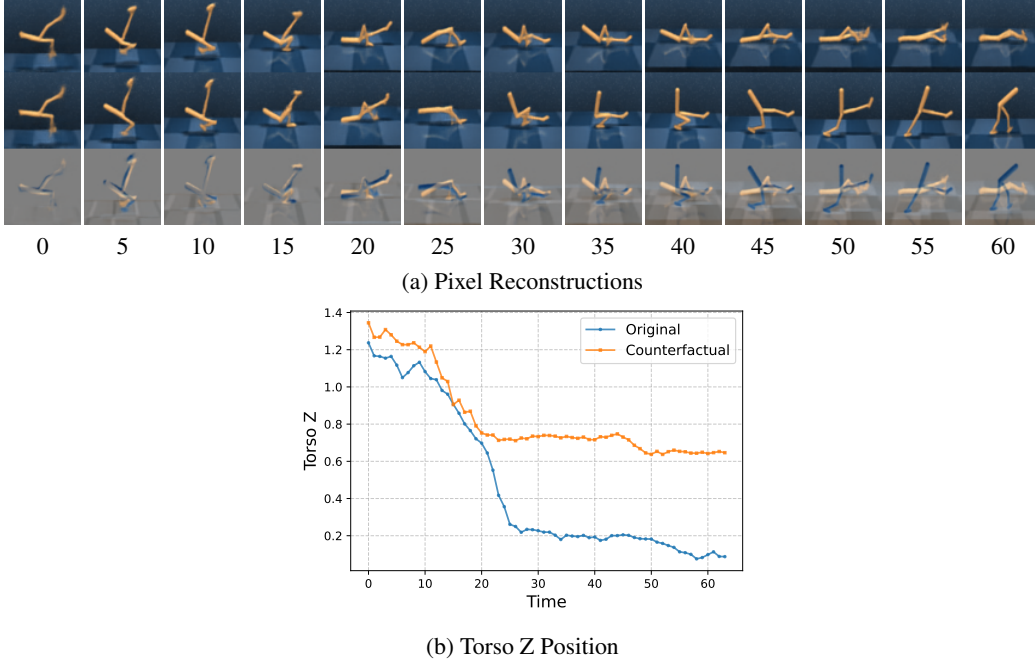 0 5 10 15 20 25 30 35 40 45 50 55 60
(a) Pixel Reconstructions
1.4
1.2
1.0
0.8
0.6
0.4
0.2
Torso Z
Original
Counterfactual
0 10 20 30 40 50 60
Time
(b) Torso Z Position